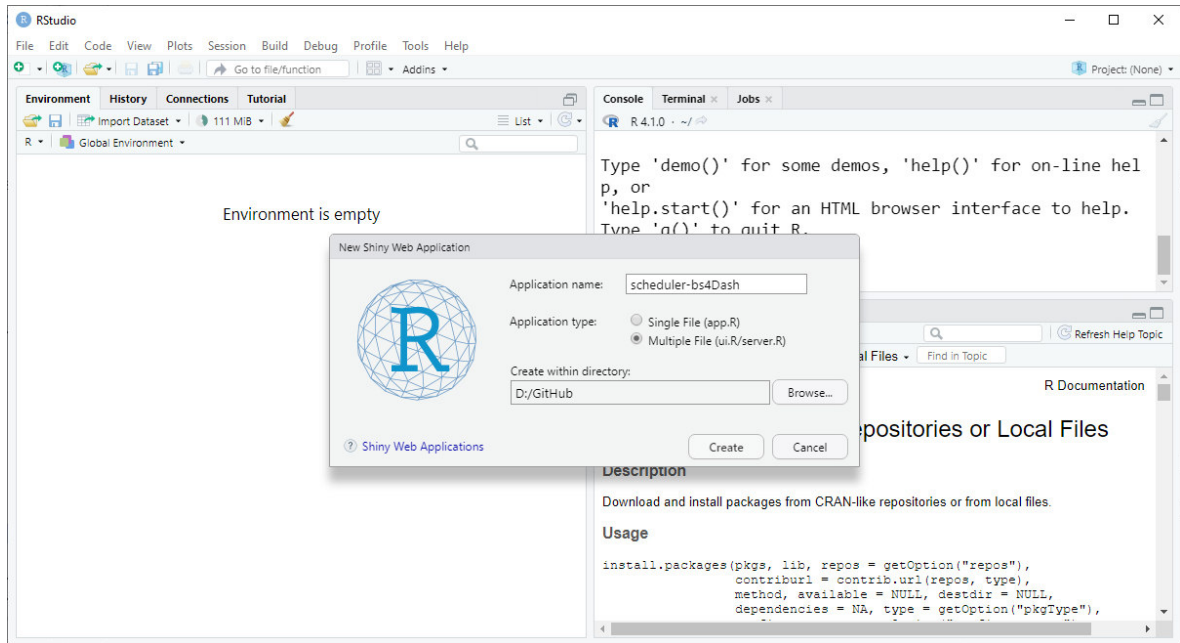 RStudio
File Edit Code View Plots Session Build Debug Profile Tools Help
Go to file/function Addins Project: (None)
Environment History Connections Tutorial
Import Dataset 111 MiB List
R Global Environment
Environment is empty
Console Terminal Jobs
R 4.1.0 · ~/
Type 'demo()' for some demos, 'help()' for on-line hel
p, or
'help.start()' for an HTML browser interface to help.
Type 'q()' to quit R.
New Shiny Web Application
R
Application name: scheduler-bs4Dash
Application type: Single File (app.R)
Multiple File (ui.R/server.R)
Create within directory:
D:/GitHub Browse...
? Shiny Web Applications Create Cancel
Refresh Help Topic
al Files Find in Topic
R Documentation
epositories or Local Files
Description
Download and install packages from CRAN-like repositories or from local files.
Usage
install.packages(pkgs, lib, repos = getOption("repos"),
contriburl = contrib.url(repos, type),
method, available = NULL, destdir = NULL,
dependencies = NA, type = getOption("pkgType"),